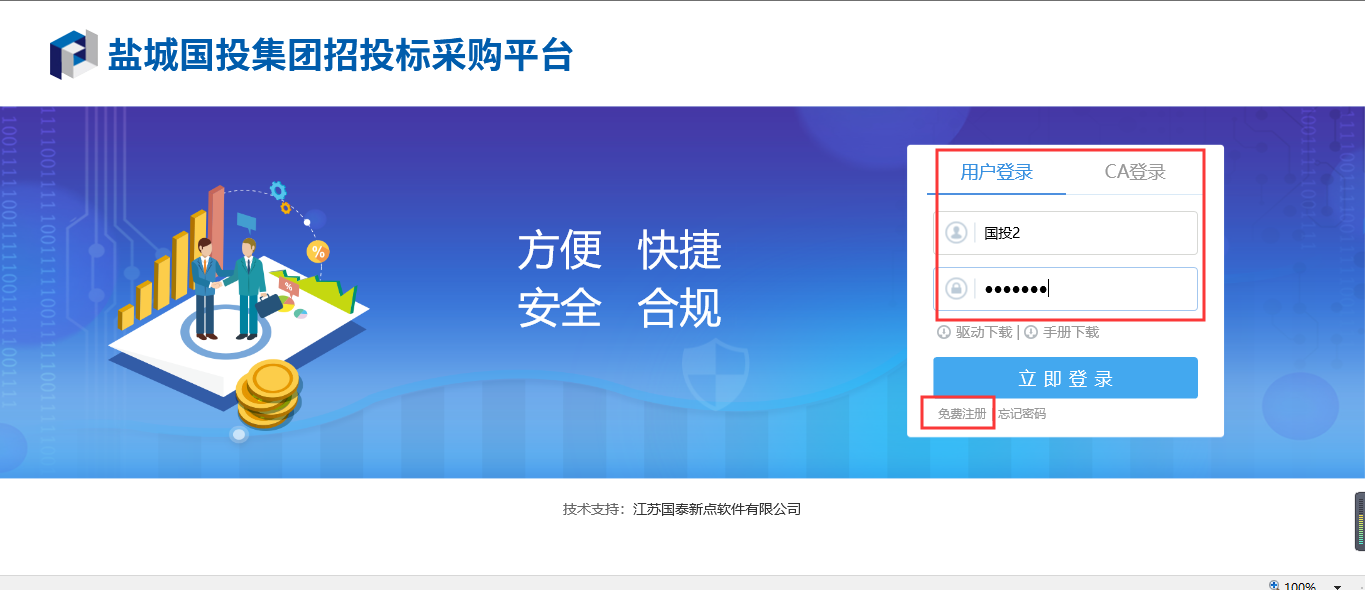 盐城国投集团招投标采购平台
方便 快捷
安全 合规
用户登录 CA登录
国投2
●●●●●●●
驱动下载 | 手册下载
立即登录
免费注册 忘记密码
%
%
技术支持：江苏国泰新点软件有限公司
100%